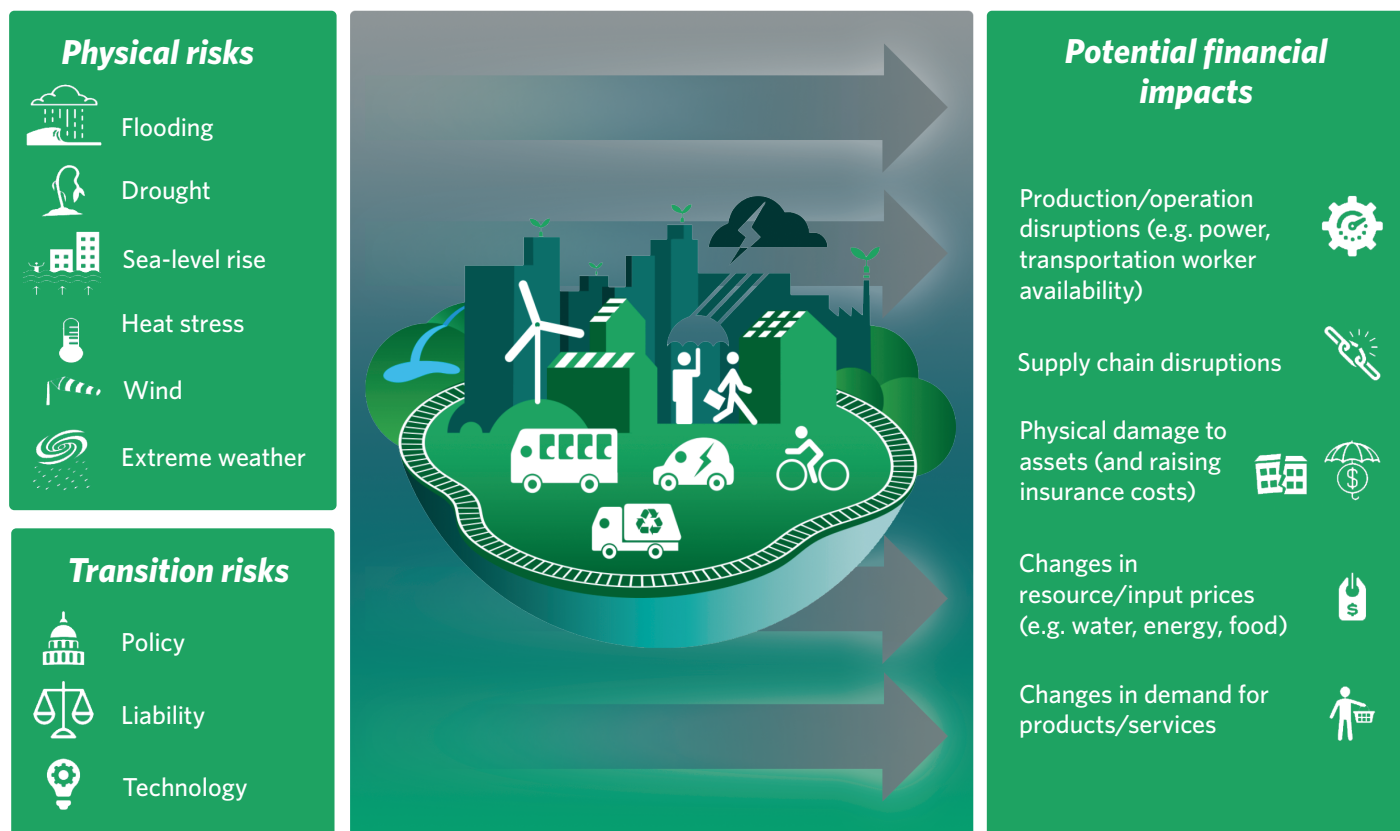 Physical risks
Flooding
Drought
Sea-level rise
Heat stress
Wind
Extreme weather
Transition risks
Policy
Liability
Technology
Potential financial
impacts
Production/operation
disruptions (e.g. power,
transportation worker
availability)
Supply chain disruptions
Physical damage to
assets (and raising
insurance costs)
$
Changes in
resource/input prices
(e.g. water, energy, food)
$
Changes in demand for
products/services